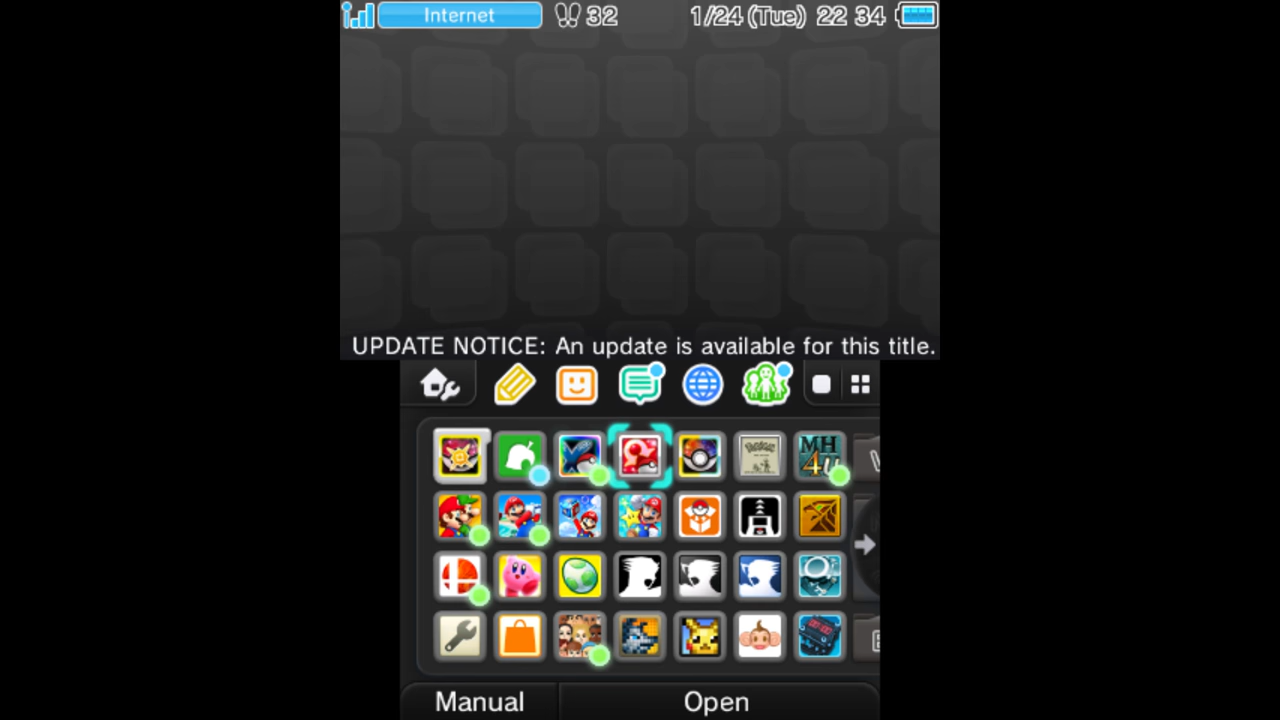 Internet 32 1/24 (Tue) 22 34
UPDATE NOTICE: An update is available for this title.
MH
4U
Manual Open